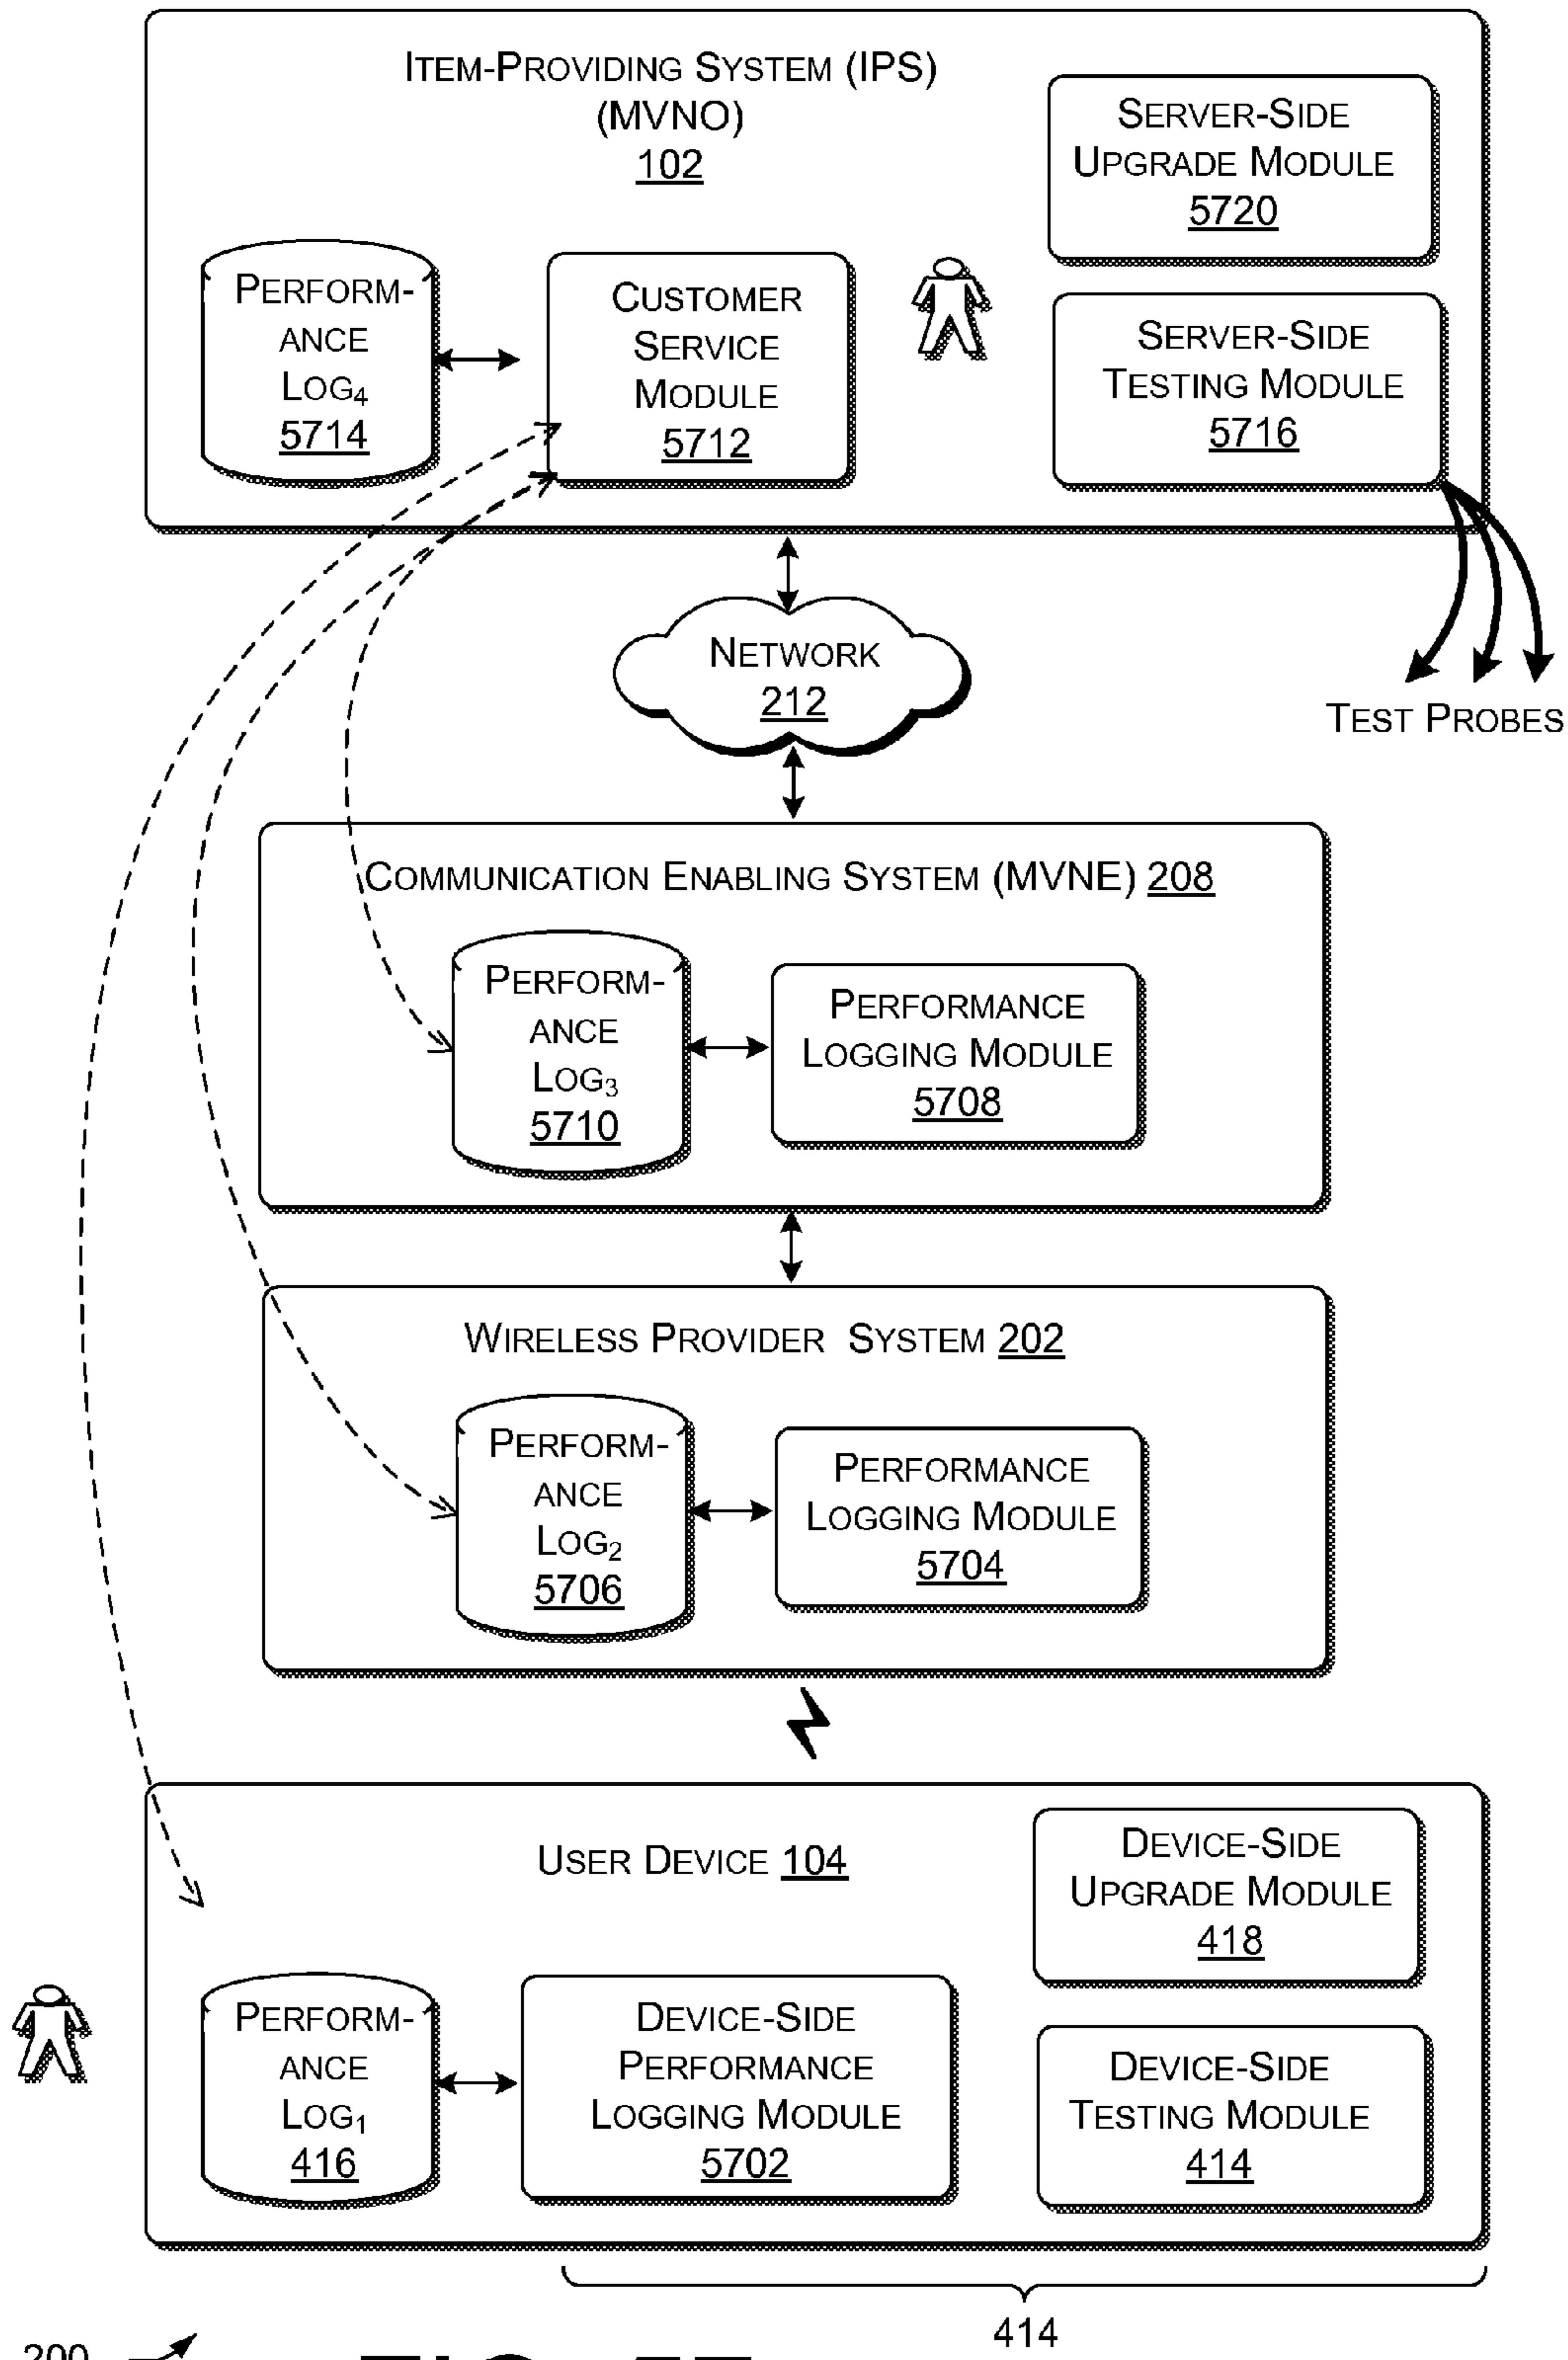 ITEM-PROVIDING SYSTEM (IPS)
(MVNO)
102
SERVER-SIDE
UPGRADE MODULE
5720
PERFORM-
ANCE
LOG4
5714
CUSTOMER
SERVICE
MODULE
5712
SERVER-SIDE
TESTING MODULE
5716
NETWORK
212
TEST PROBES
COMMUNICATION ENABLING SYSTEM (MVNE) 208
PERFORM-
ANCE
LOG3
5710
PERFORMANCE
LOGGING MODULE
5708
WIRELESS PROVIDER SYSTEM 202
PERFORM-
ANCE
LOG2
5706
PERFORMANCE
LOGGING MODULE
5704
USER DEVICE 104
DEVICE-SIDE
UPGRADE MODULE
418
PERFORM-
ANCE
LOG1
416
DEVICE-SIDE
PERFORMANCE
LOGGING MODULE
5702
DEVICE-SIDE
TESTING MODULE
414
414
200